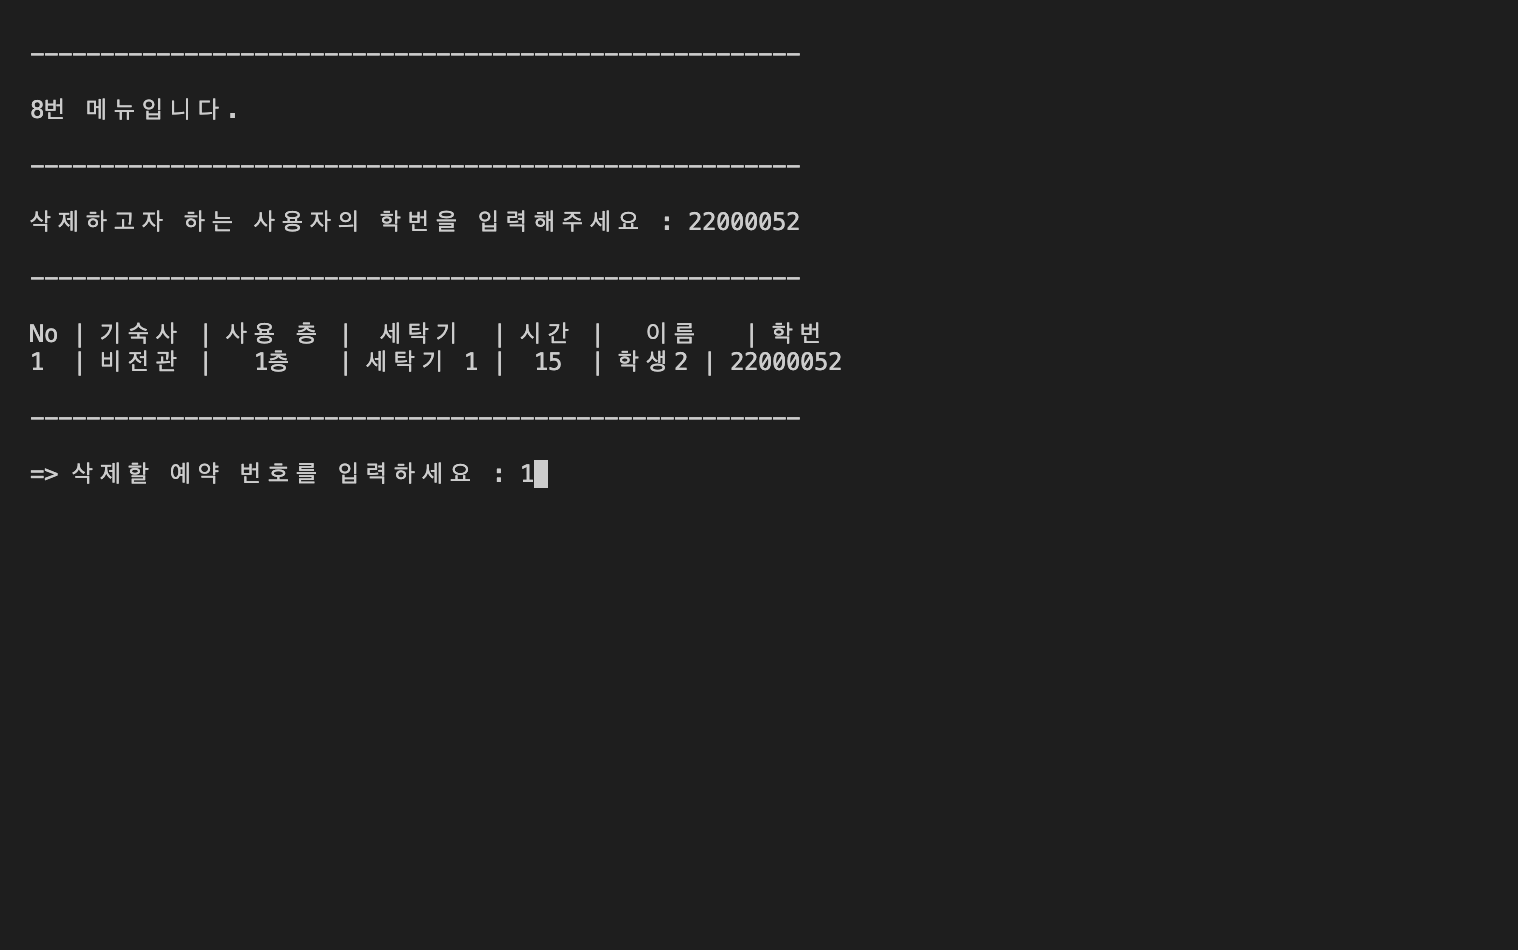 -------------------------------------------------------
8번 메뉴입니다.
-------------------------------------------------------
삭제하고자 하는 사용자의 학번을 입력해주세요 : 22000052
-------------------------------------------------------
No | 기숙사 | 사용 층 |  세탁기  | 시간 |   이름   | 학번
1  | 비전관 |   1층   | 세탁기 1 |  15  | 학생2 | 22000052
-------------------------------------------------------
=> 삭제할 예약 번호를 입력하세요 : 1